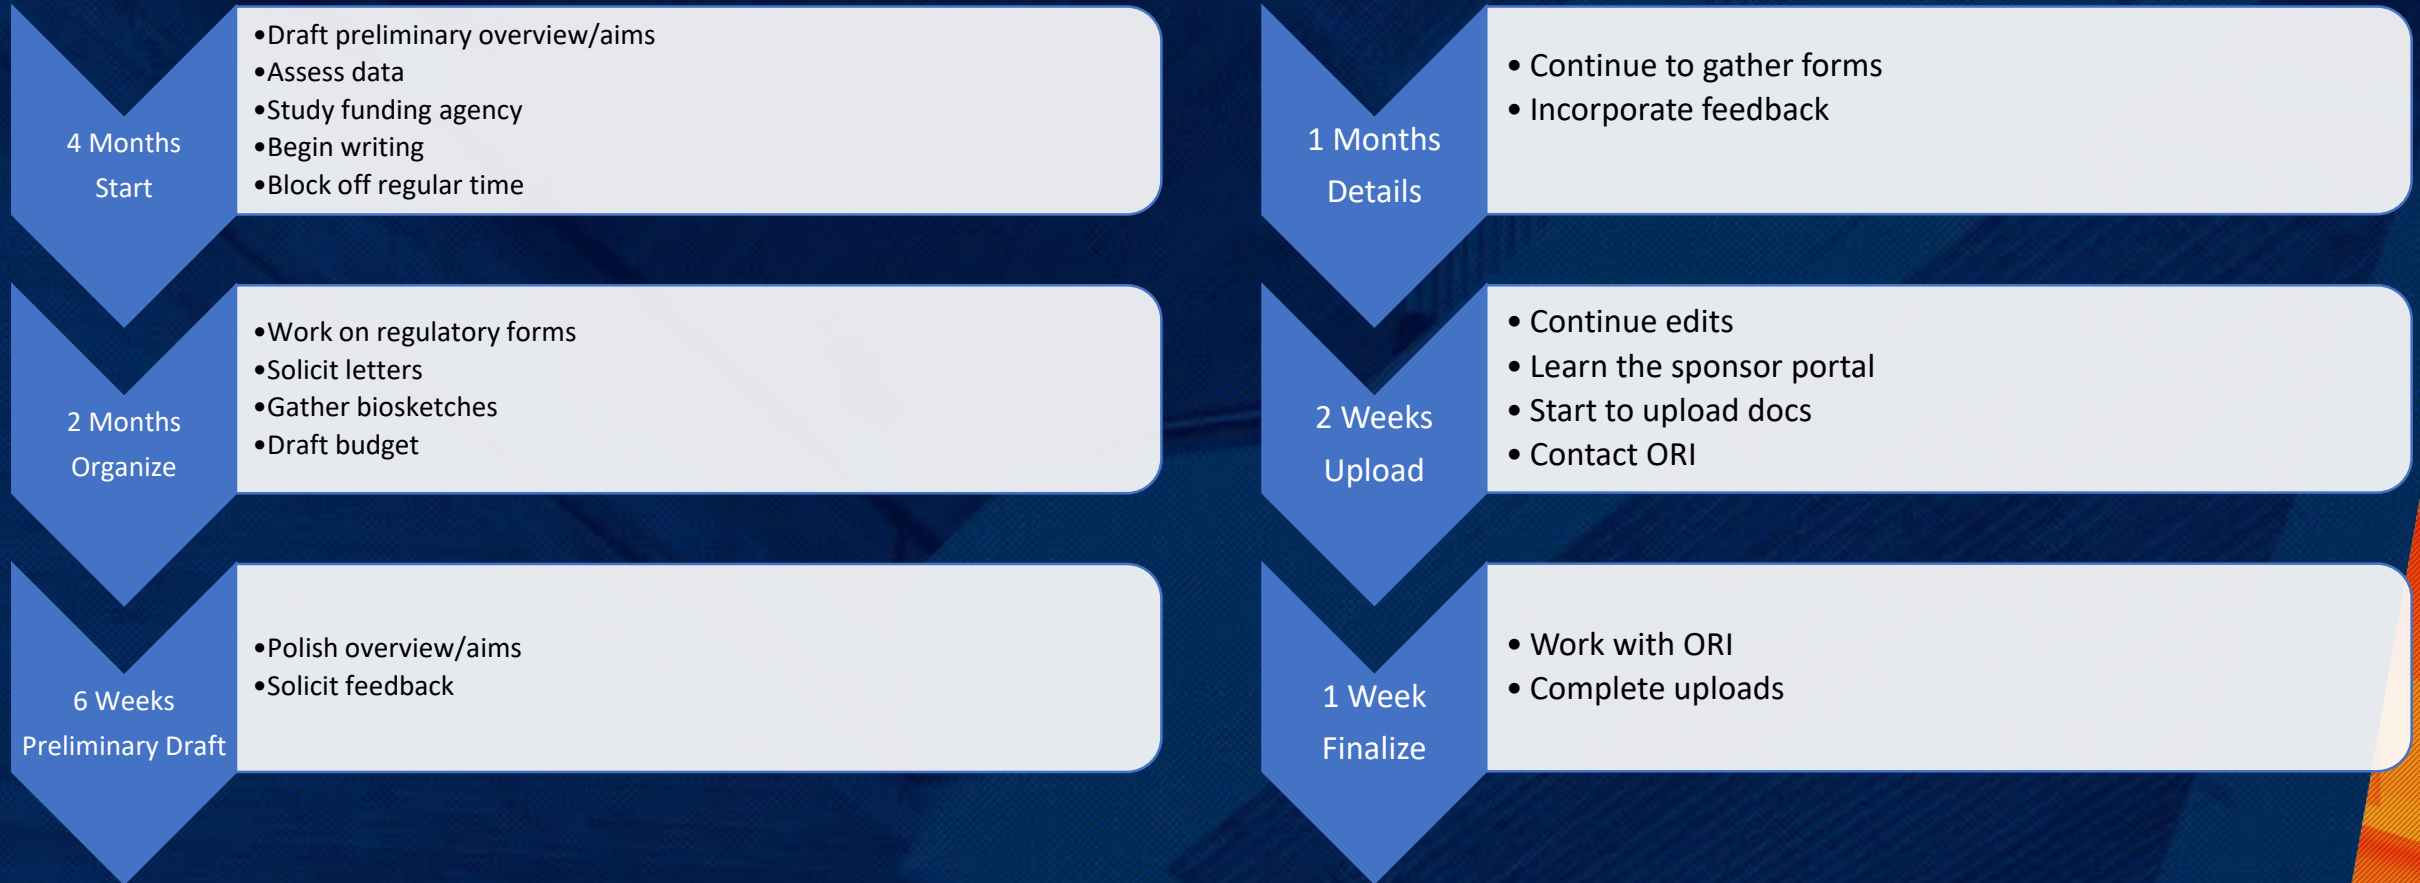 4 Months
Start
•Draft preliminary overview/aims
•Assess data
•Study funding agency
•Begin writing
•Block off regular time
2 Months
Organize
•Work on regulatory forms
•Solicit letters
•Gather biosketches
•Draft budget
6 Weeks
Preliminary Draft
•Polish overview/aims
•Solicit feedback
1 Months
Details
• Continue to gather forms
• Incorporate feedback
2 Weeks
Upload
• Continue edits
• Learn the sponsor portal
• Start to upload docs
• Contact ORI
1 Week
Finalize
• Work with ORI
• Complete uploads